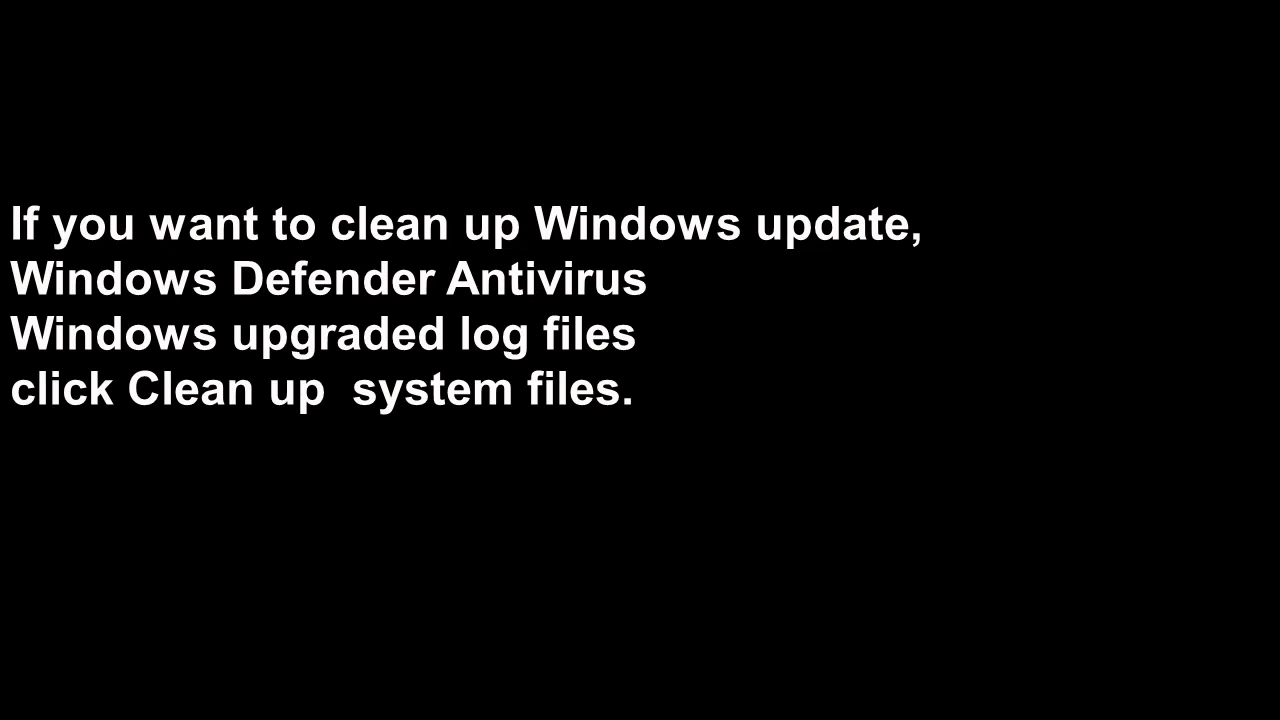 If you want to clean up Windows update,
Windows Defender Antivirus
Windows upgraded log files
click Clean up  system files.